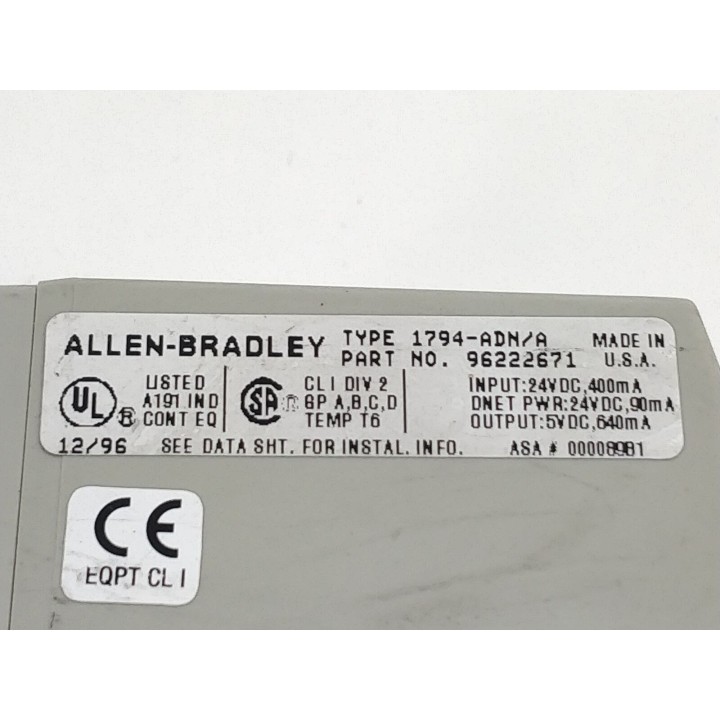 ALLEN-BRADLEY TYPE 1794-ADN/A MADE IN
PART NO. 96222671 U.S.A.
UL ® LISTED A191 IND CONT EQ
SA CL I DIV 2 GP A,B,C,D TEMP T6
INPUT:24VDC,400mA
DNET PWR:24VDC,90mA
OUTPUT:5VDC,640mA
12/96 SEE DATA SHT. FOR INSTAL. INFO. ASA # 00008981
CE
EQPT CL I